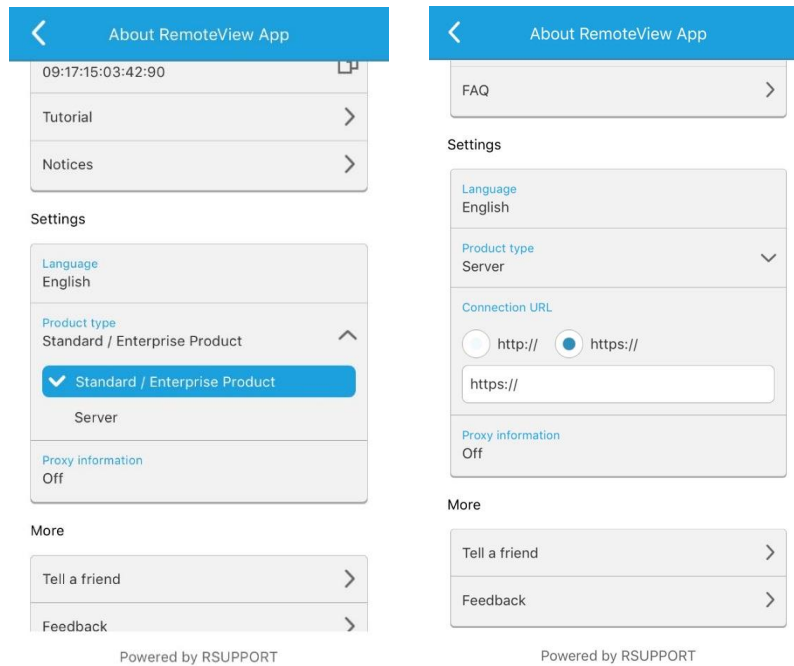 About RemoteView App
09:17:15:03:42:90
Tutorial
Notices
Settings
Language
English
Product type
Standard / Enterprise Product
Standard / Enterprise Product
Server
Proxy information
Off
More
Tell a friend
Feedback
Powered by RSUPPORT
About RemoteView App
FAQ
Settings
Language
English
Product type
Server
Connection URL
http:// https://
https://
Proxy information
Off
More
Tell a friend
Feedback
Powered by RSUPPORT